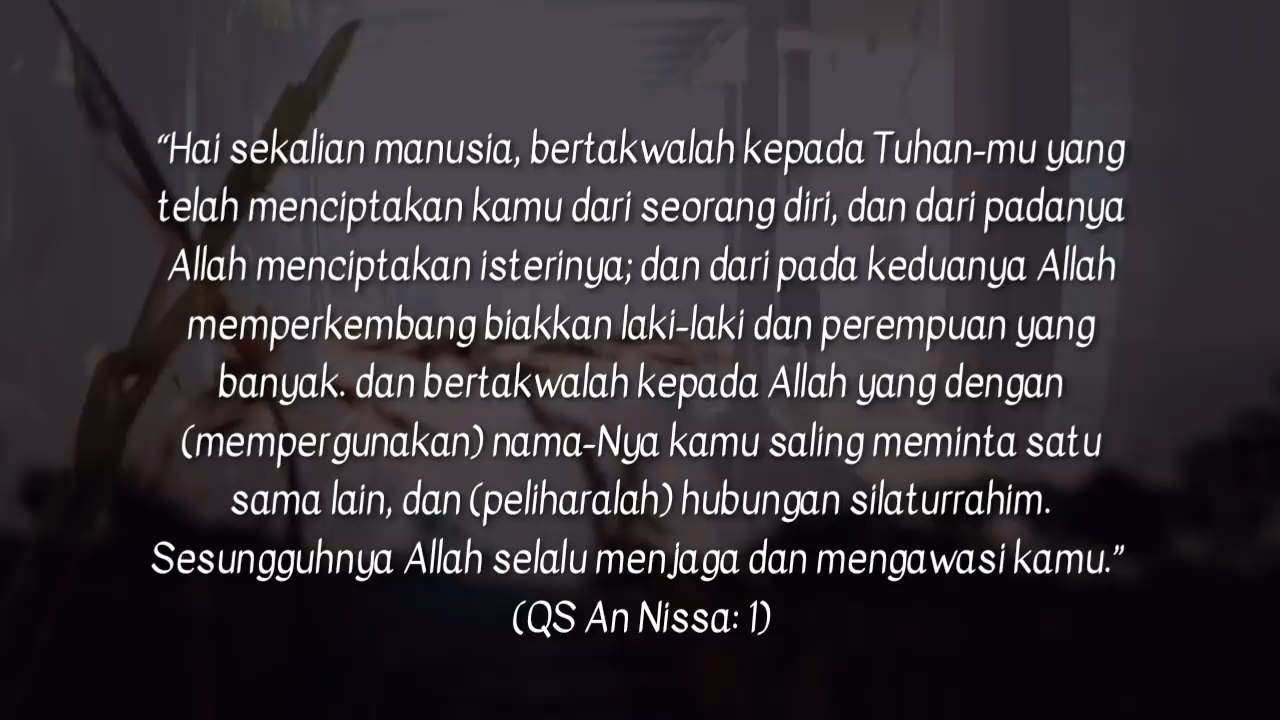 “Hai sekalian manusia, bertakwalah kepada Tuhan-mu yang
telah menciptakan kamu dari seorang diri, dan dari padanya
Allah menciptakan isterinya; dan dari pada keduanya Allah
memperkembang biakkan laki-laki dan perempuan yang
banyak. dan bertakwalah kepada Allah yang dengan
(mempergunakan) nama-Nya kamu saling meminta satu
sama lain, dan (peliharalah) hubungan silaturrahim.
Sesungguhnya Allah selalu menjaga dan mengawasi kamu.”
(QS An Nissa: 1)